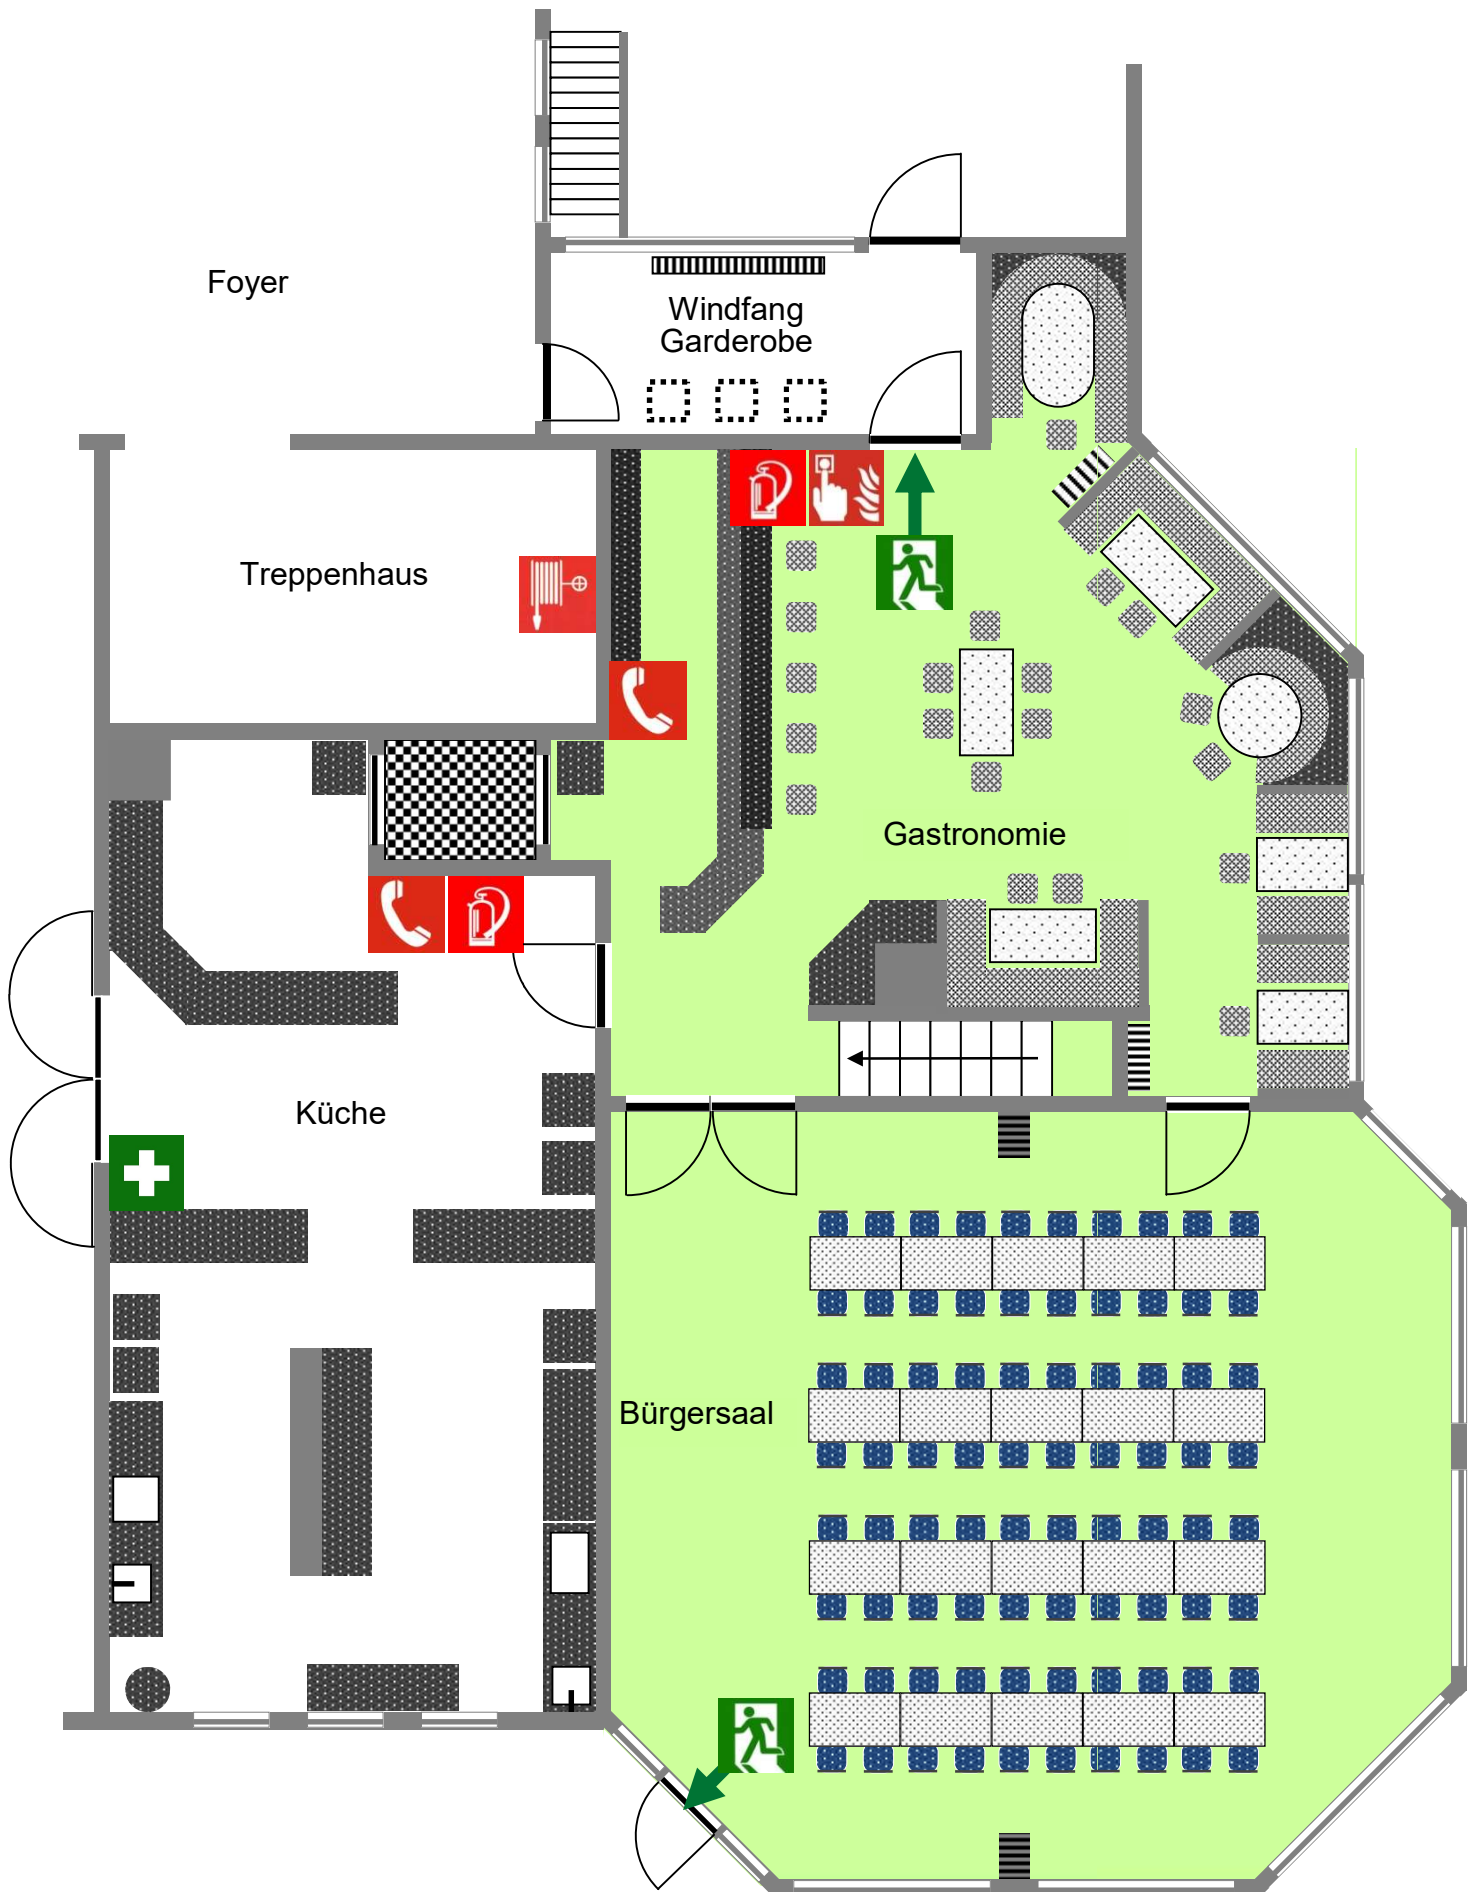 Foyer
Windfang
Garderobe
Treppenhaus
Gastronomie
Küche
Bürgersaal